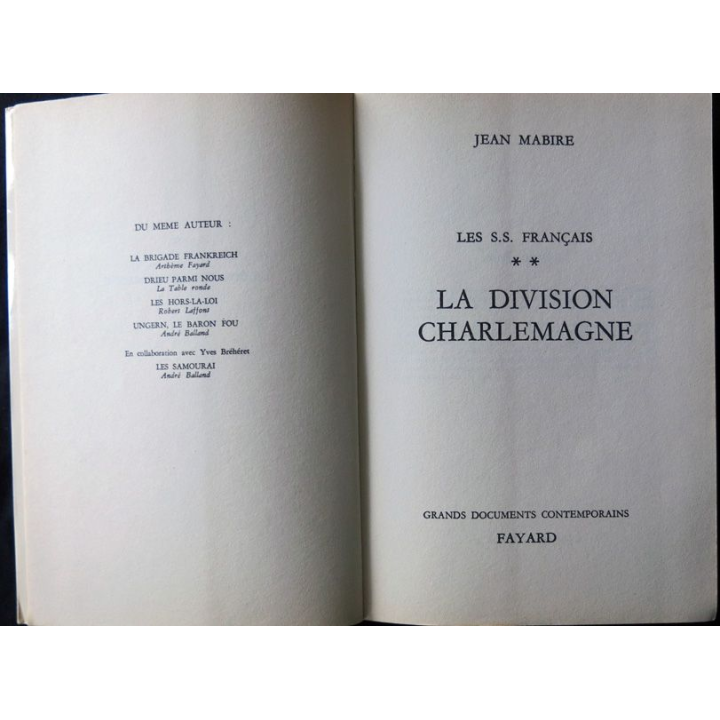 DU MEME AUTEUR :
LA BRIGADE FRANKREICH
Arthème Fayard
DRIEU PARMI NOUS
La Table ronde
LES HORS-LA-LOI
Robert Laffont
UNGERN, LE BARON FOU
André Balland
En collaboration avec Yves Bréhéret
LES SAMOURAI
André Balland
JEAN MABIRE
LES S.S. FRANÇAIS
* *
LA DIVISION
CHARLEMAGNE
GRANDS DOCUMENTS CONTEMPORAINS
FAYARD